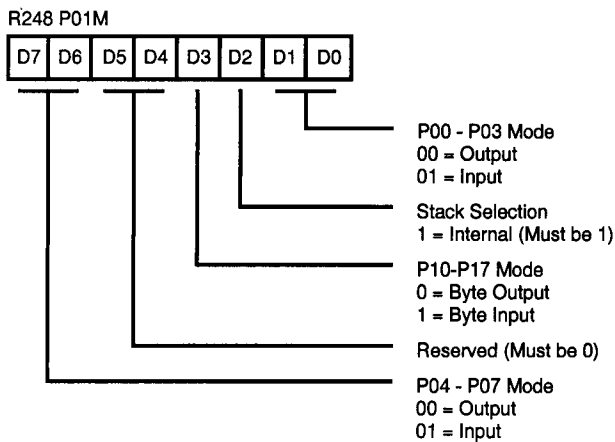 R248 P01M
D7 D6 D5 D4 D3 D2 D1 D0
P00 - P03 Mode
00 = Output
01 = Input
Stack Selection
1 = Internal (Must be 1)
P10-P17 Mode
0 = Byte Output
1 = Byte Input
Reserved (Must be 0)
P04 - P07 Mode
00 = Output
01 = Input